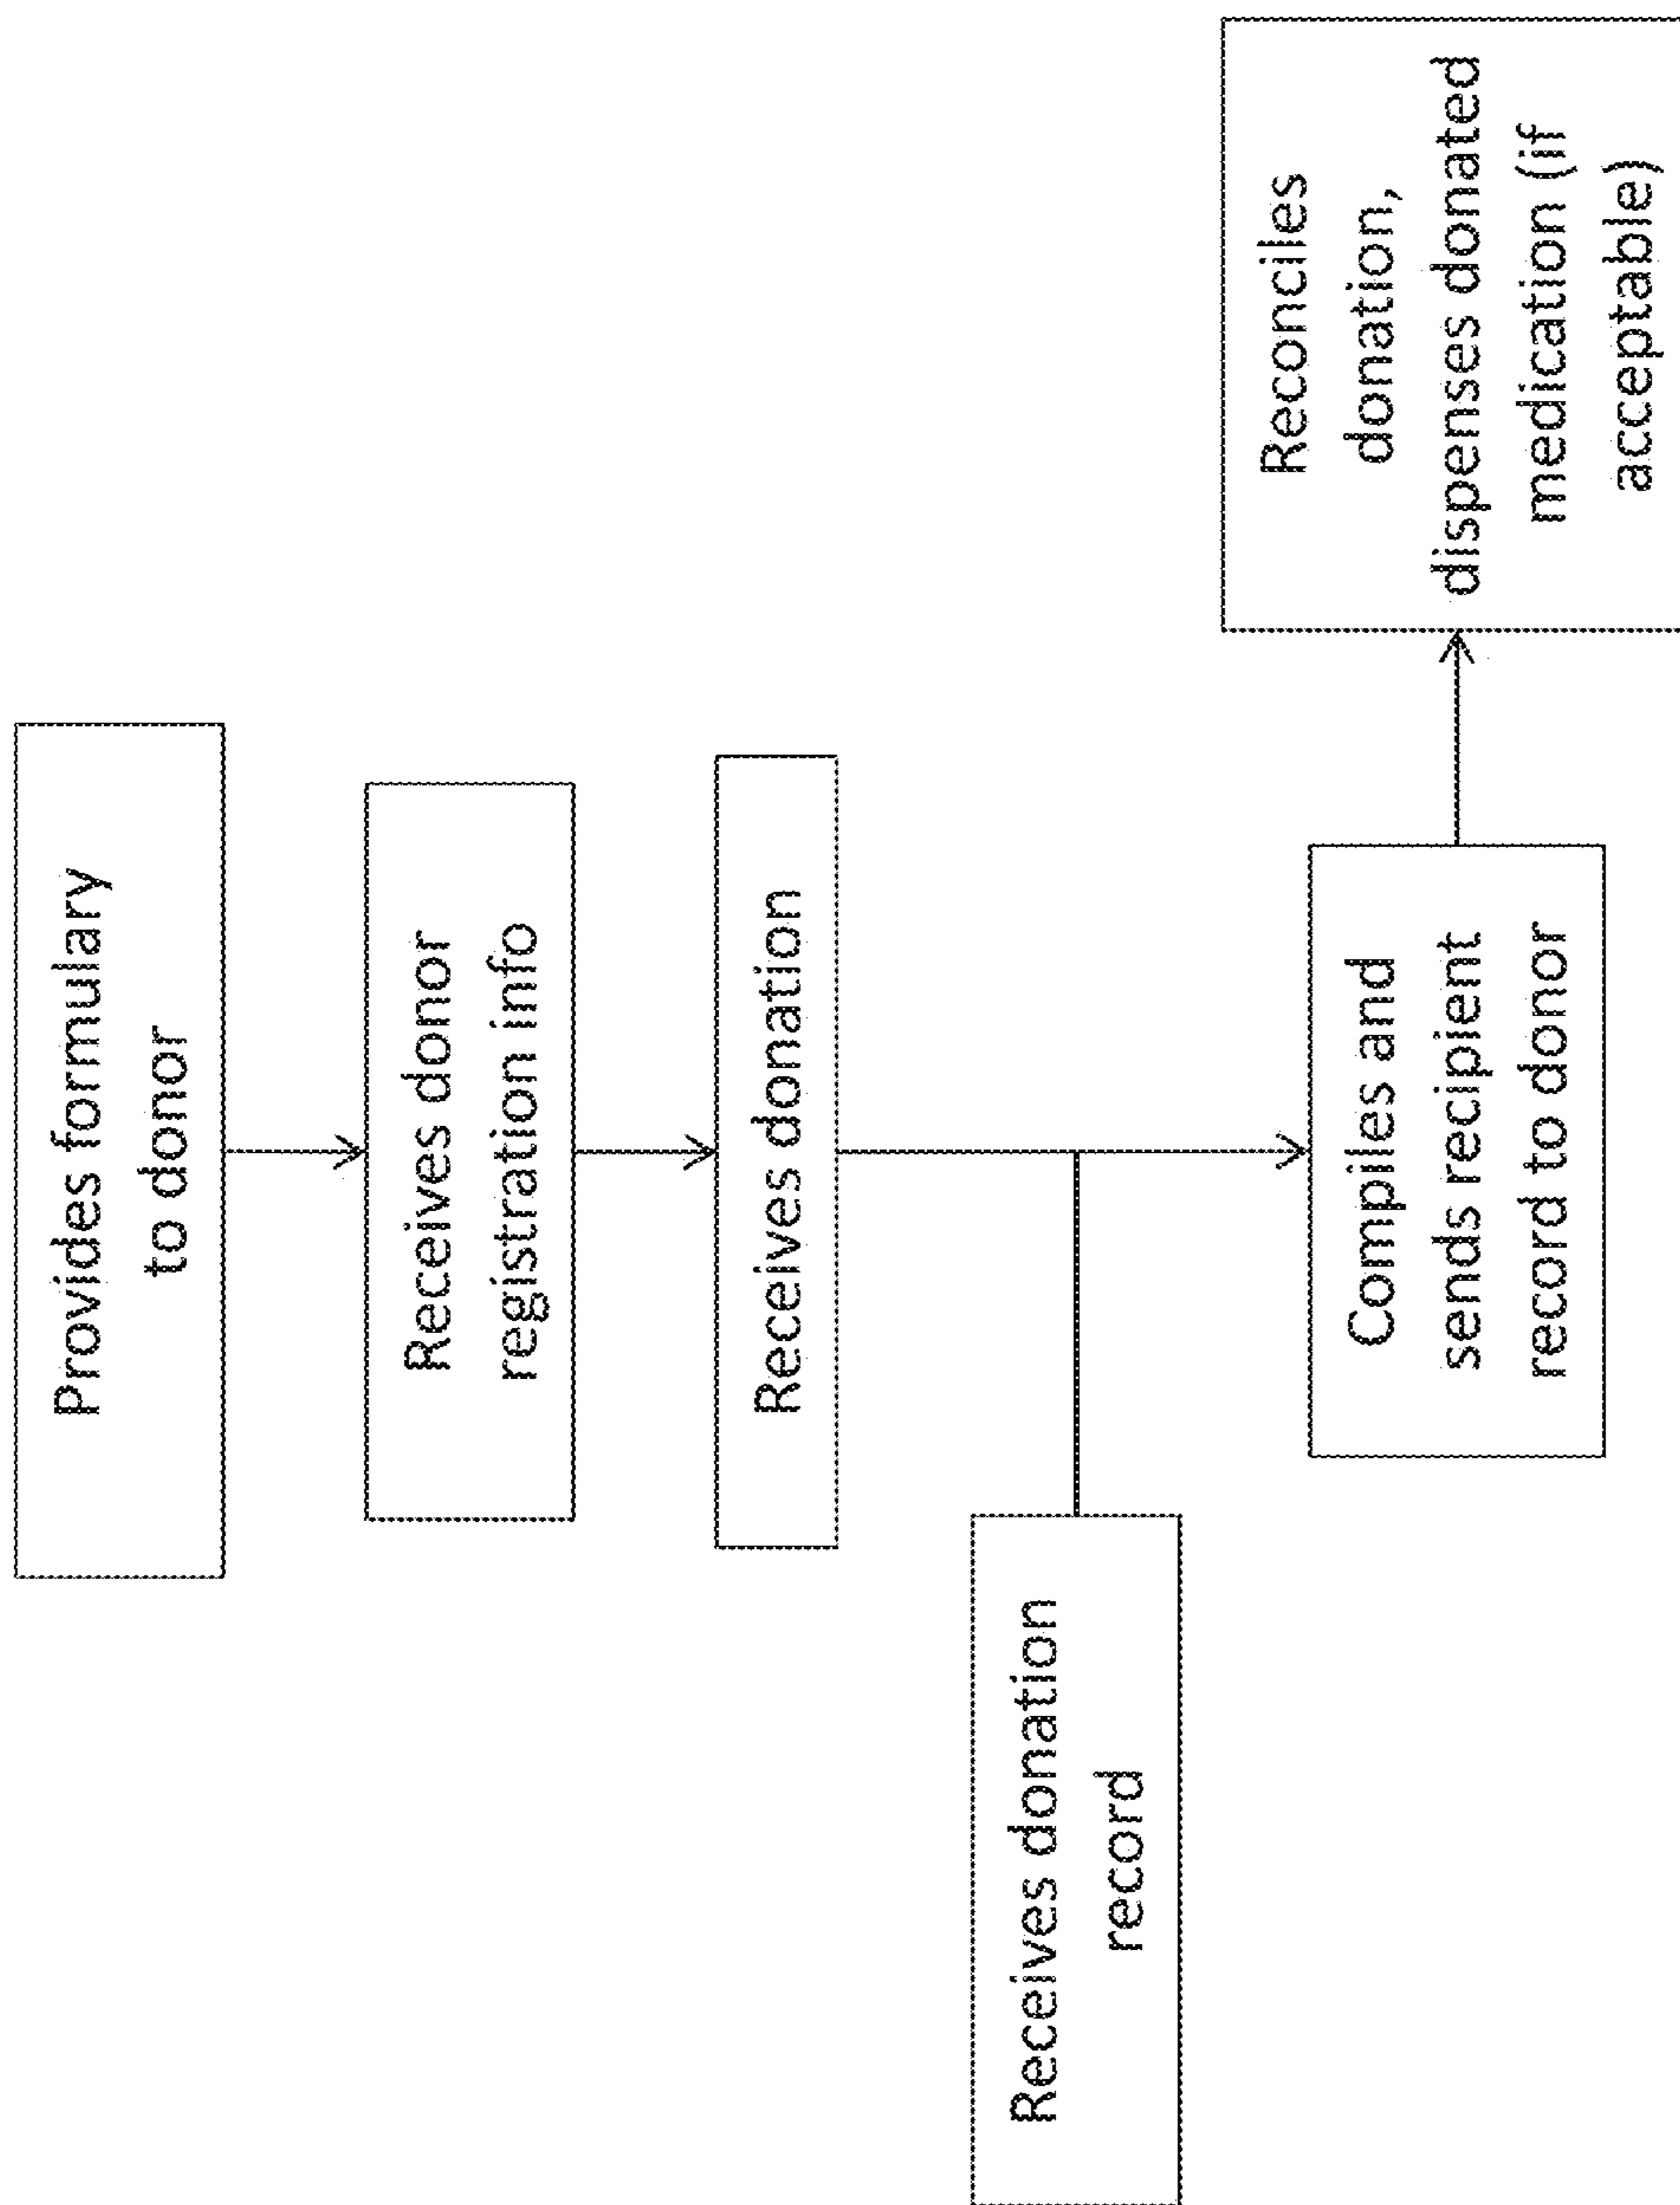 Provides formulary
to donor
Receives donor
registration info
Receives donation
Receives donation
record
Compiles and
sends recipient
record to donor
Reconciles
donation,
dispenses donated
medication (if
acceptable)